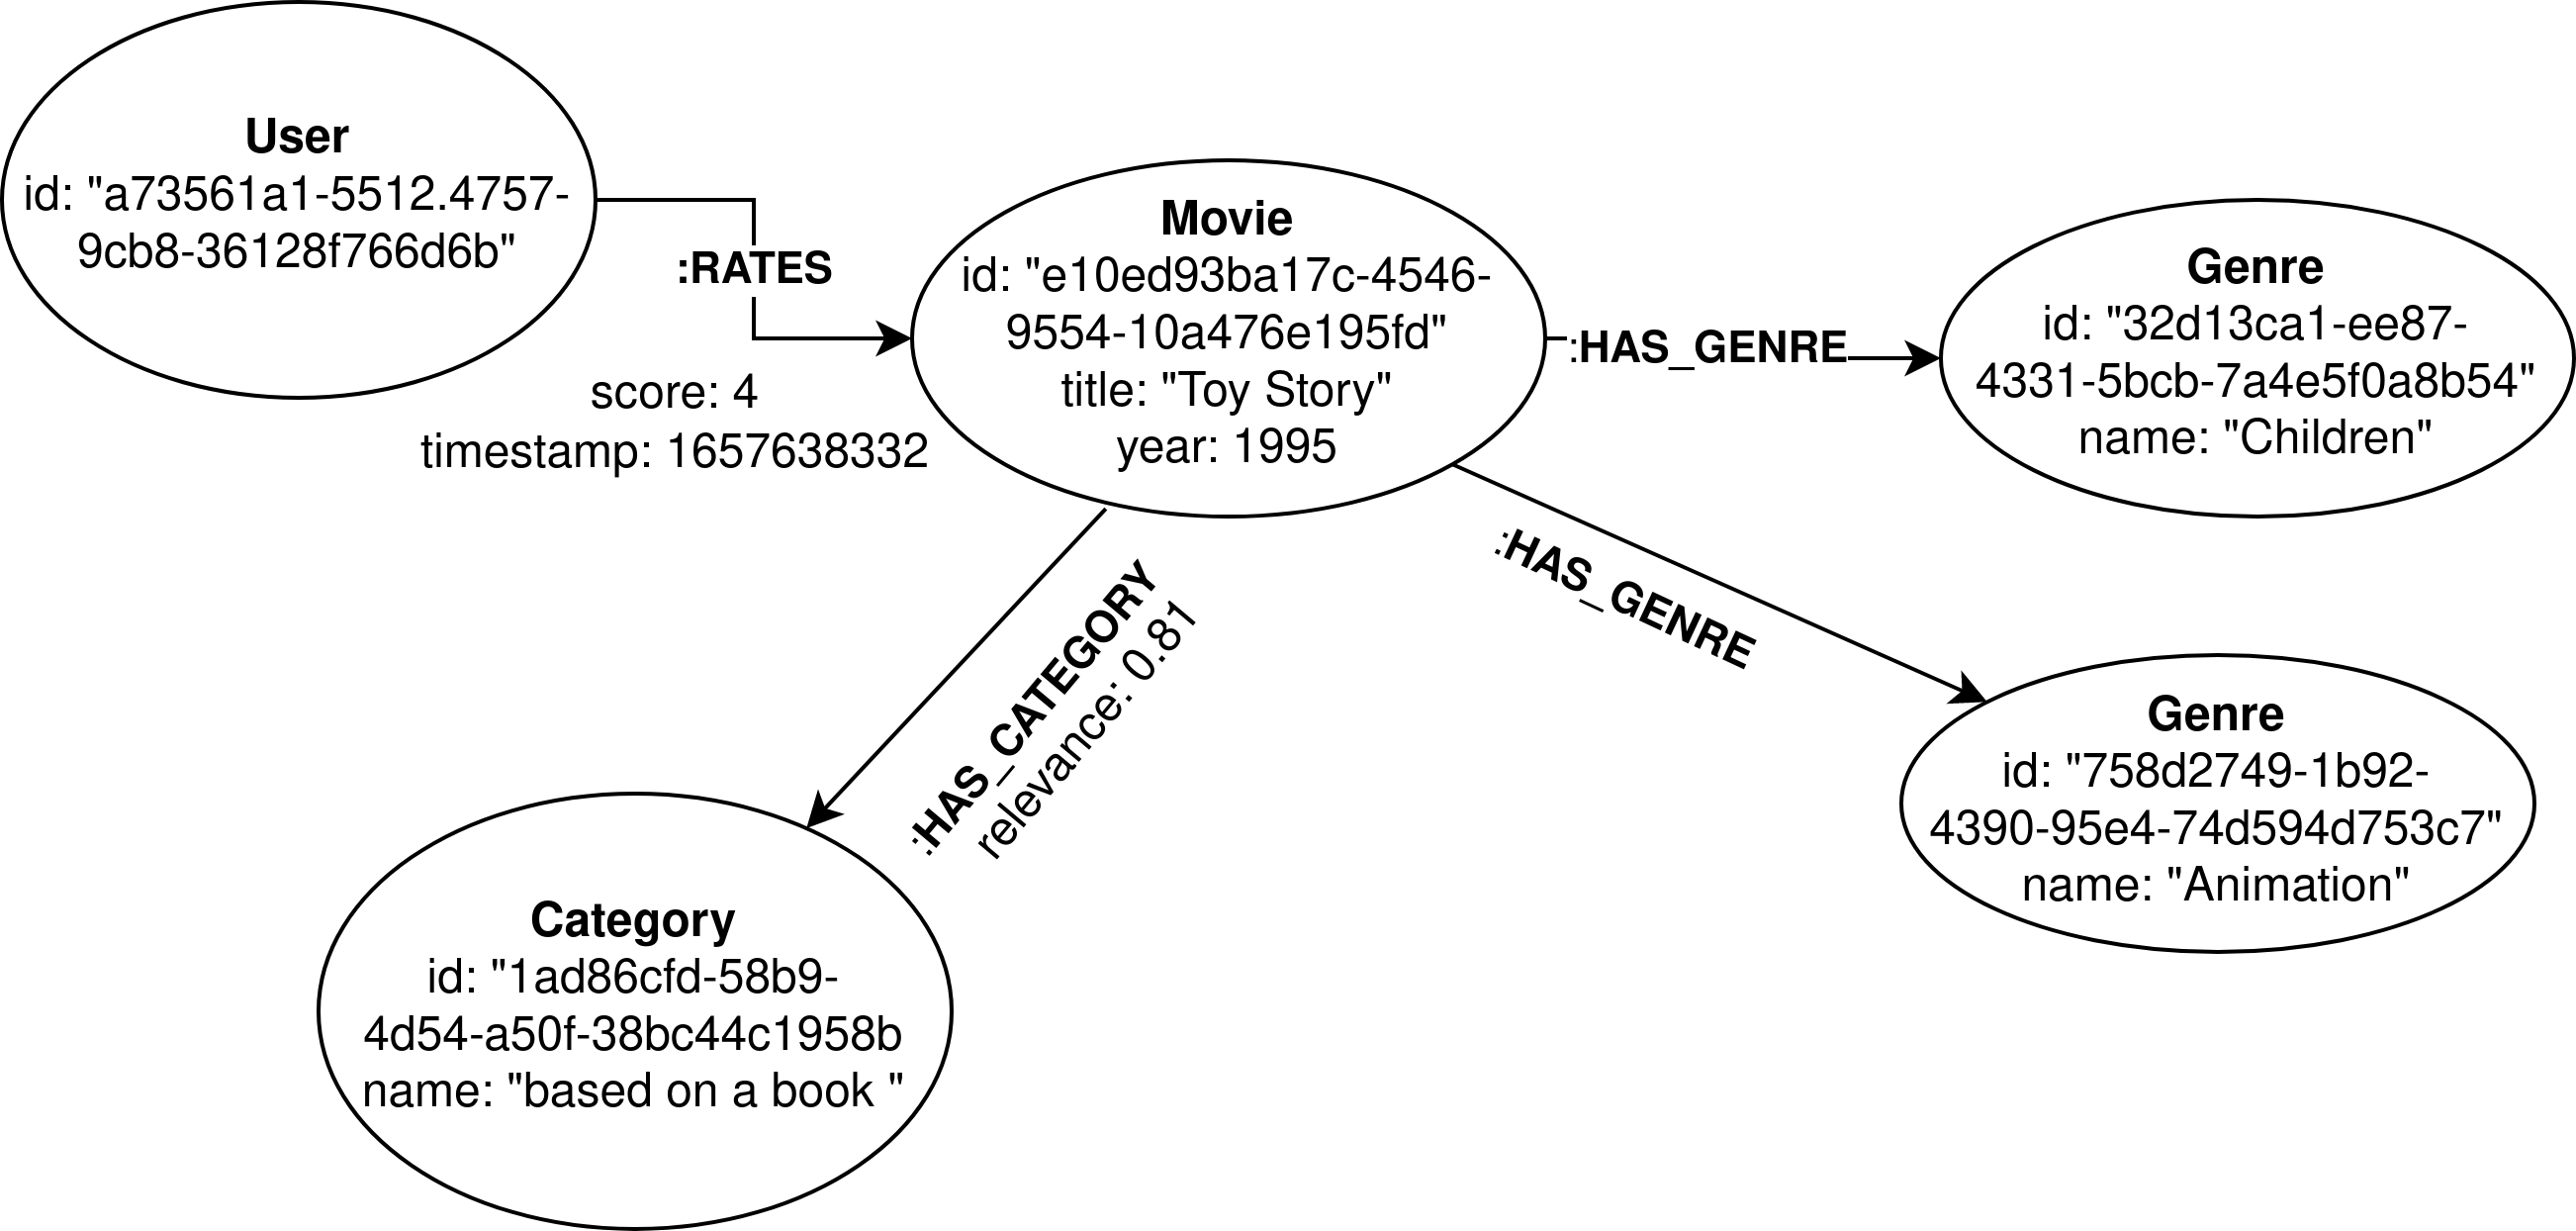 User
id: "a73561a1-5512.4757-
9cb8-36128f766d6b"
:RATES
score: 4
timestamp: 1657638332
Movie
id: "e10ed93ba17c-4546-
9554-10a476e195fd"
title: "Toy Story"
year: 1995
:HAS_GENRE
Genre
id: "32d13ca1-ee87-
4331-5bcb-7a4e5f0a8b54"
name: "Children"
:HAS_GENRE
Genre
id: "758d2749-1b92-
4390-95e4-74d594d753c7"
name: "Animation"
:HAS_CATEGORY
relevance: 0.81
Category
id: "1ad86cfd-58b9-
4d54-a50f-38bc44c1958b
name: "based on a book "